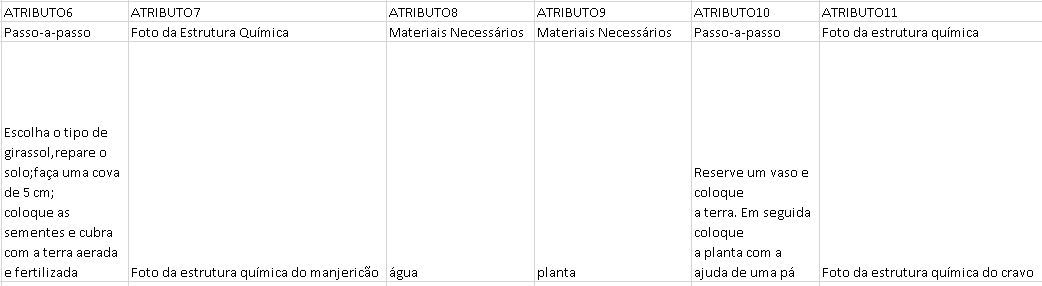 ATRIBUTO6 ATRIBUTO7 ATRIBUTO8 ATRIBUTO9 ATRIBUTO10 ATRIBUTO11
Passo-a-passo Foto da Estrutura Química Materiais Necessários Materiais Necessários Passo-a-passo Foto da estrutura química
Escolha o tipo de
girassol,repare o
solo;faça uma cova
de 5 cm;
coloque as
sementes e cubra
com a terra aerada
e fertilizada
Foto da estrutura química do manjericão
água
planta
Reserve um vaso e
coloque
a terra. Em seguida
coloque
a planta com a
ajuda de uma pá
Foto da estrutura química do cravo